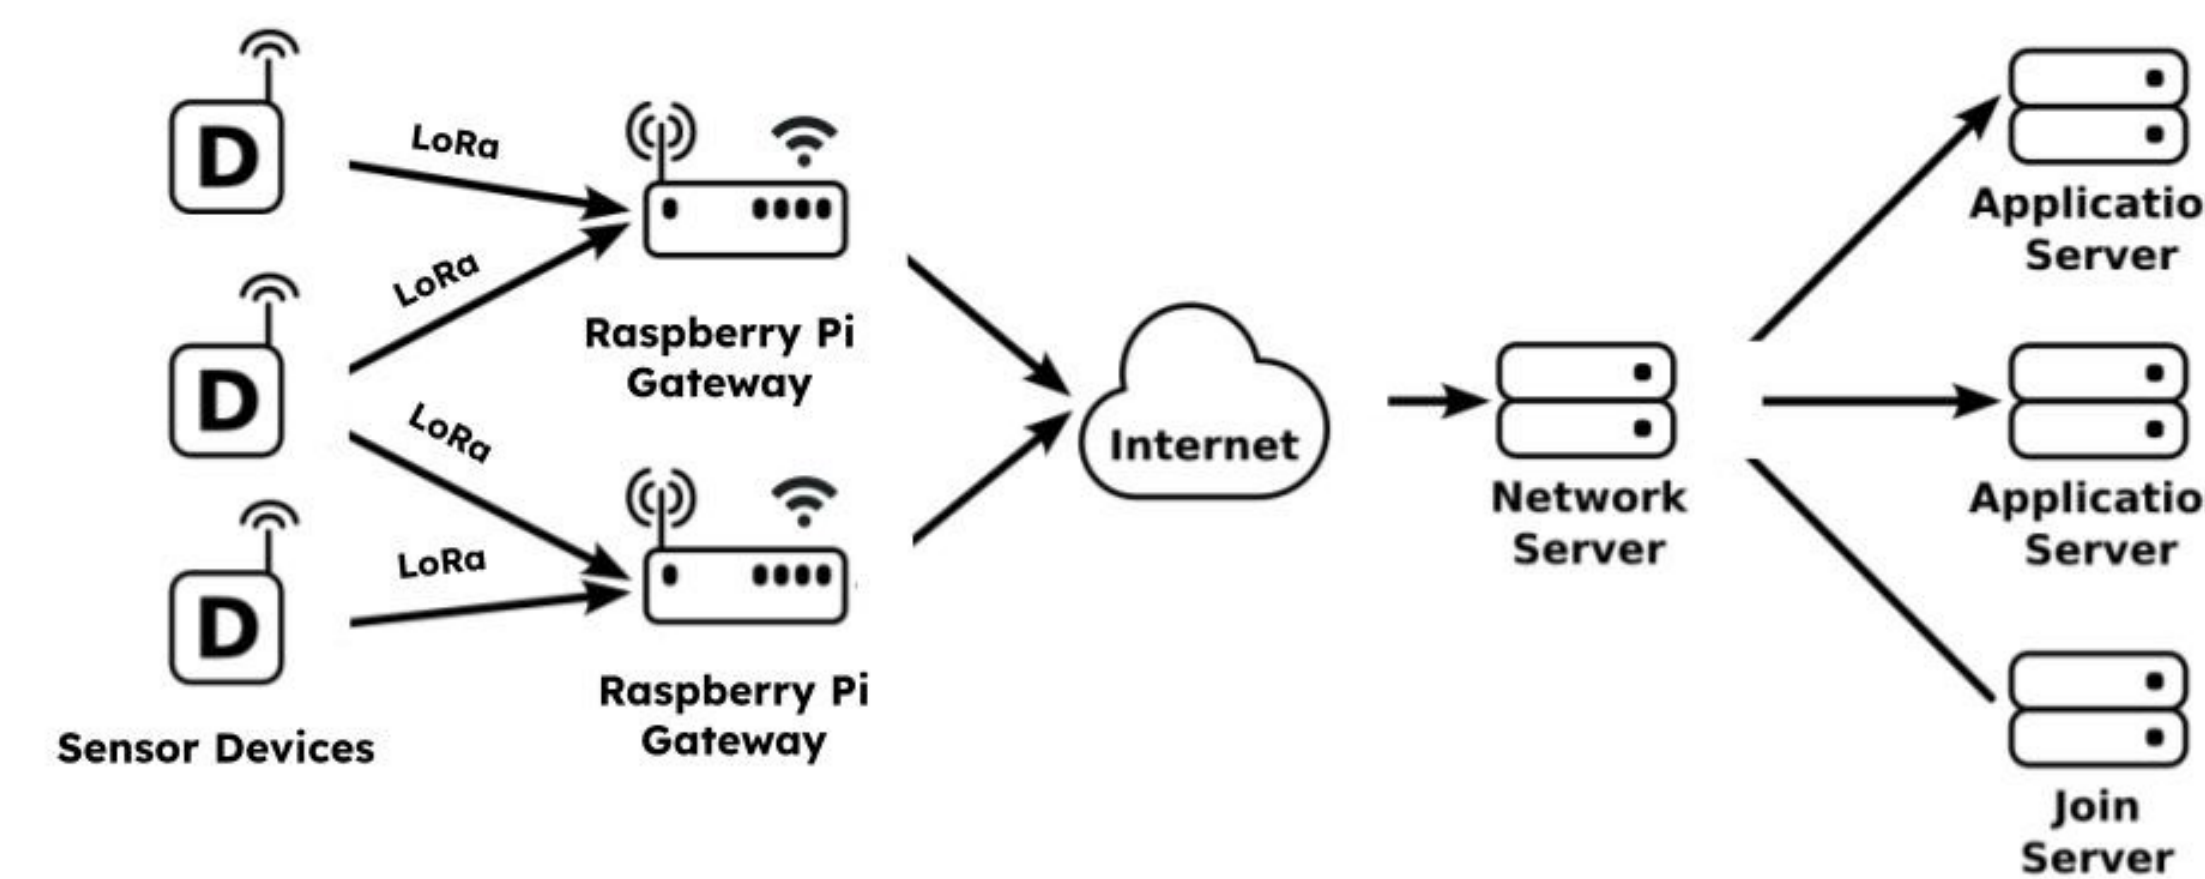 D
LoRa
LoRa
Raspberry Pi
Gateway
D
LoRa
D
LoRa
Raspberry Pi
Gateway
Sensor Devices
Internet
Network
Server
Applicatio
Server
Applicatio
Server
Join
Server